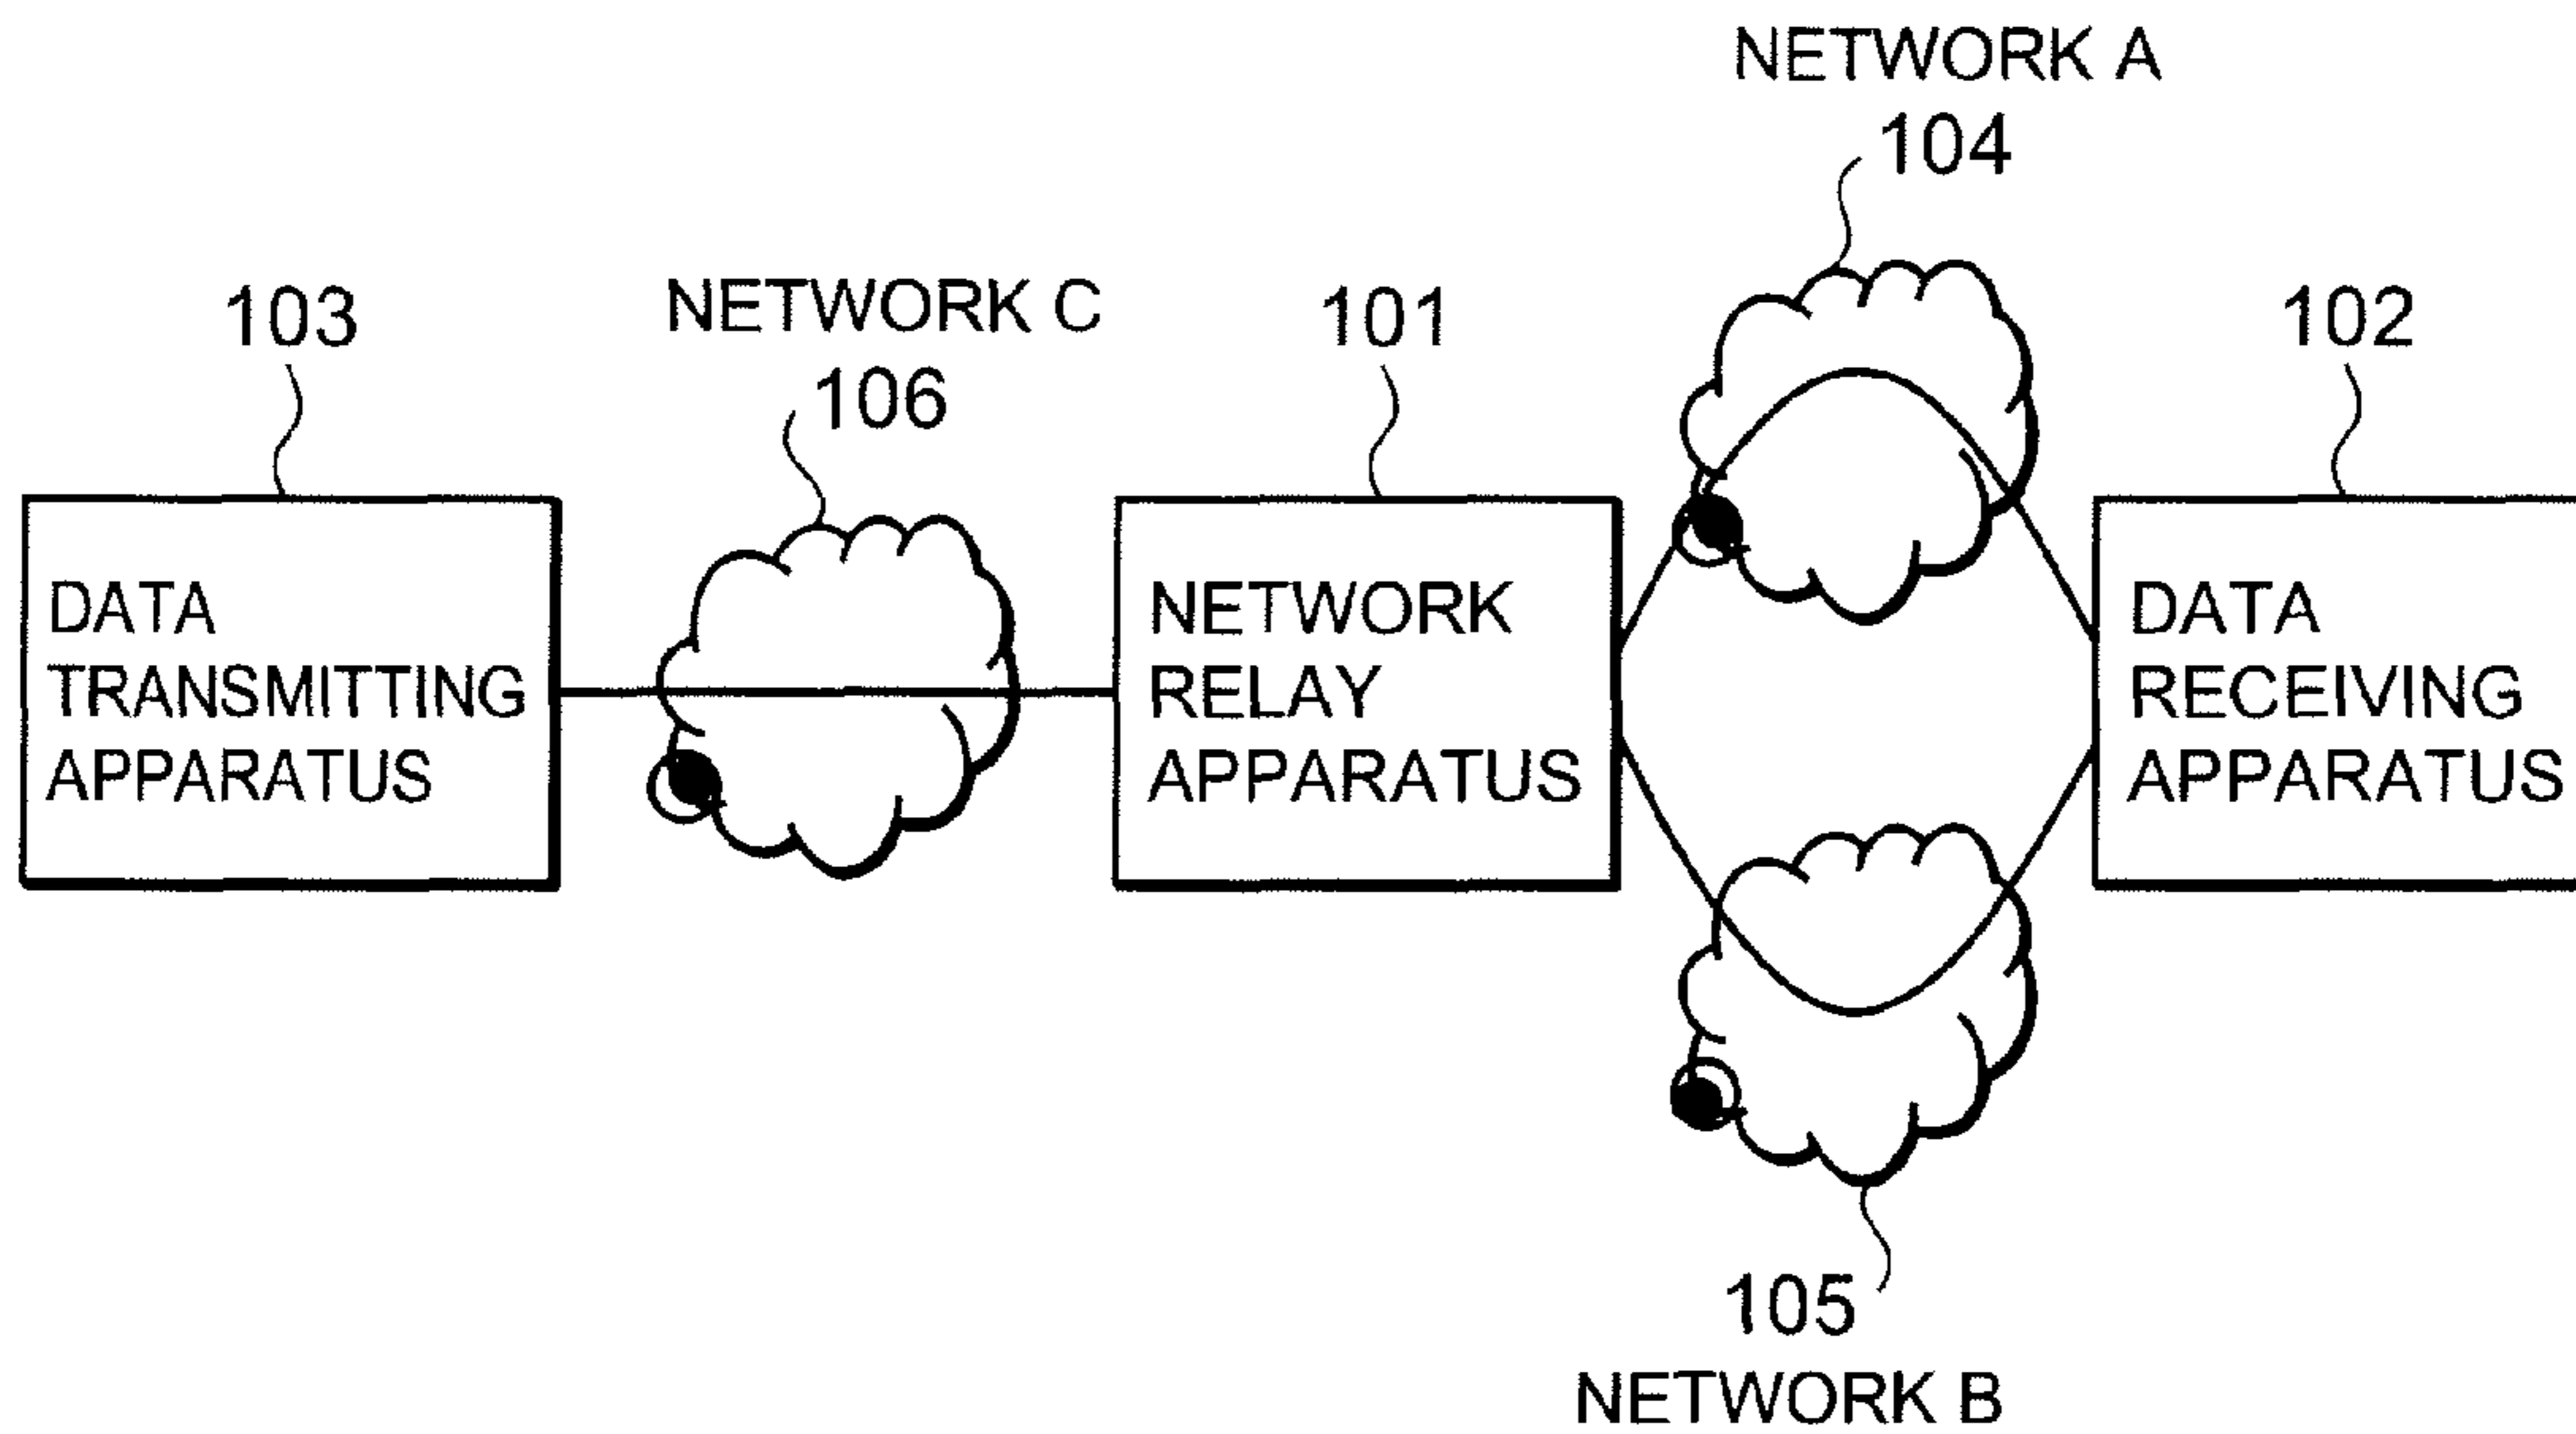 NETWORK A
104
103
NETWORK C
106
101
102
DATA
TRANSMITTING
APPARATUS
NETWORK
RELAY
APPARATUS
DATA
RECEIVING
APPARATUS
105
NETWORK B